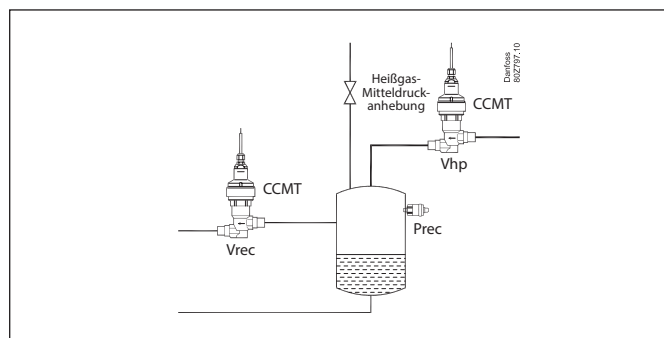 Danfoss
80Z797.10
Heißgas-
Mitteldruck-
anhebung
CCMT
Vhp
CCMT
Prec
Vrec